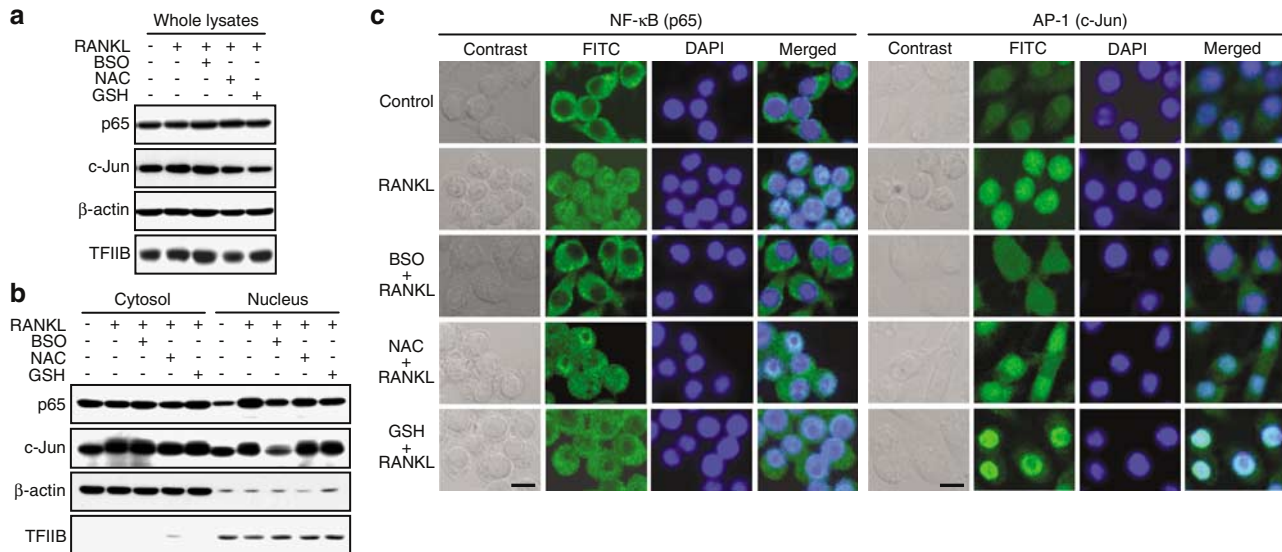 a
Whole lysates
RANKL - + + + +
BSO +
NAC +
GSH +
p65
c-Jun
β-actin
TFIIB
b
Cytosol Nucleus
RANKL - + + + + - + + + +
BSO - - + - - - - + - -
NAC - - - + - - - - + -
GSH - - - - + - - - - +
p65
c-Jun
β-actin
TFIIB
c
NF-κB (p65) AP-1 (c-Jun)
Contrast FITC DAPI Merged Contrast FITC DAPI Merged
Control
RANKL
BSO
+
RANKL
NAC
+
RANKL
GSH
+
RANKL